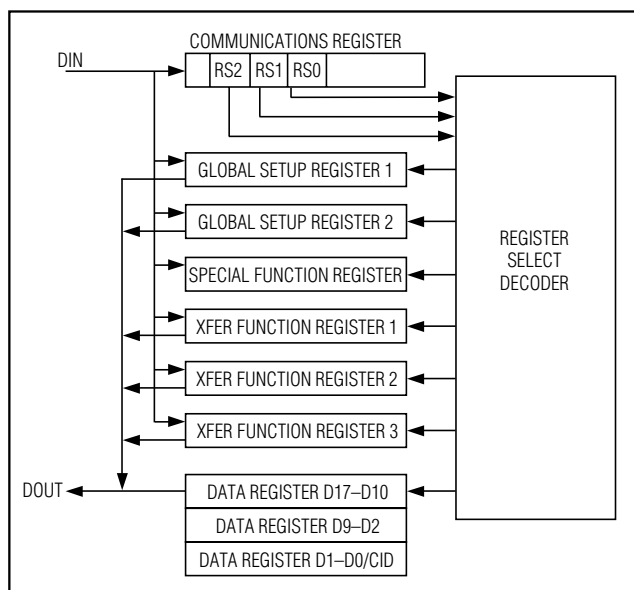 COMMUNICATIONS REGISTER
DIN
RS2 RS1 RS0
GLOBAL SETUP REGISTER 1
GLOBAL SETUP REGISTER 2
SPECIAL FUNCTION REGISTER
XFER FUNCTION REGISTER 1
XFER FUNCTION REGISTER 2
XFER FUNCTION REGISTER 3
REGISTER
SELECT
DECODER
DOUT
DATA REGISTER D17–D10
DATA REGISTER D9–D2
DATA REGISTER D1–D0/CID